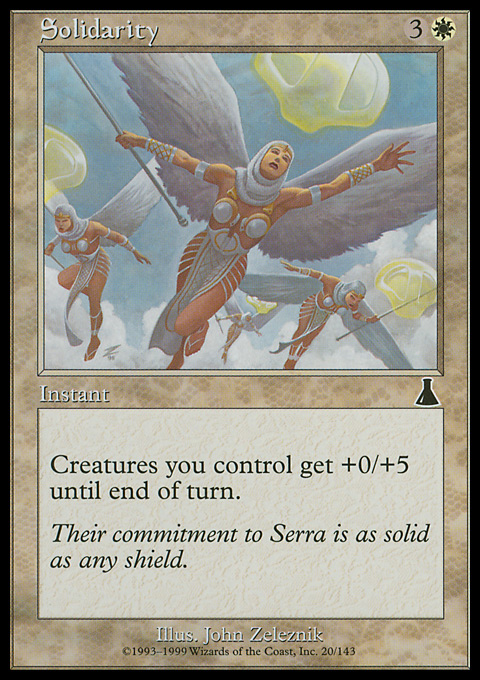 Solidarity 3
Instant
Creatures you control get +0/+5
until end of turn.
Their commitment to Serra is as solid
as any shield.
Illus. John Zeleznik
©1993–1999 Wizards of the Coast, Inc. 20/143